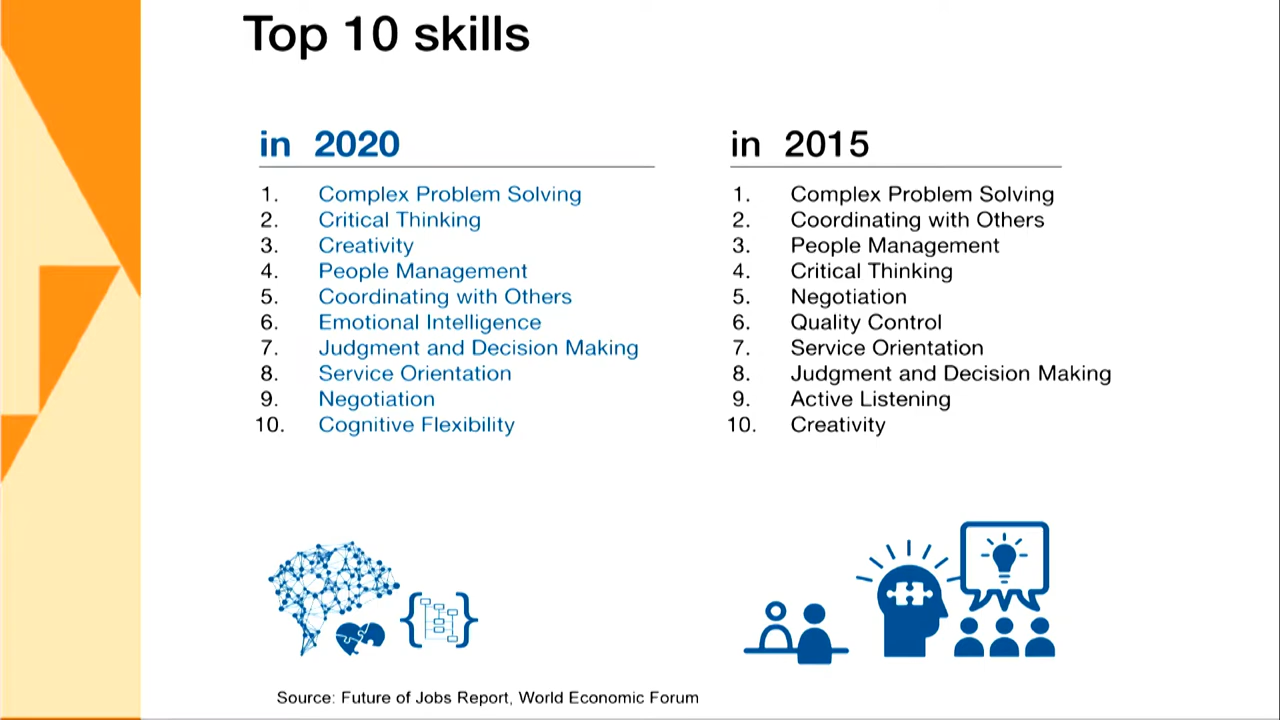 Top 10 skills
in 2020
1. Complex Problem Solving
2. Critical Thinking
3. Creativity
4. People Management
5. Coordinating with Others
6. Emotional Intelligence
7. Judgment and Decision Making
8. Service Orientation
9. Negotiation
10. Cognitive Flexibility
in 2015
1. Complex Problem Solving
2. Coordinating with Others
3. People Management
4. Critical Thinking
5. Negotiation
6. Quality Control
7. Service Orientation
8. Judgment and Decision Making
9. Active Listening
10. Creativity
Source: Future of Jobs Report, World Economic Forum